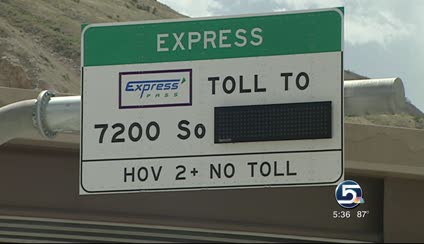 EXPRESS
Express TOLL TO
PASS
7200 So
HOV 2+ NO TOLL
5
5:36 87°